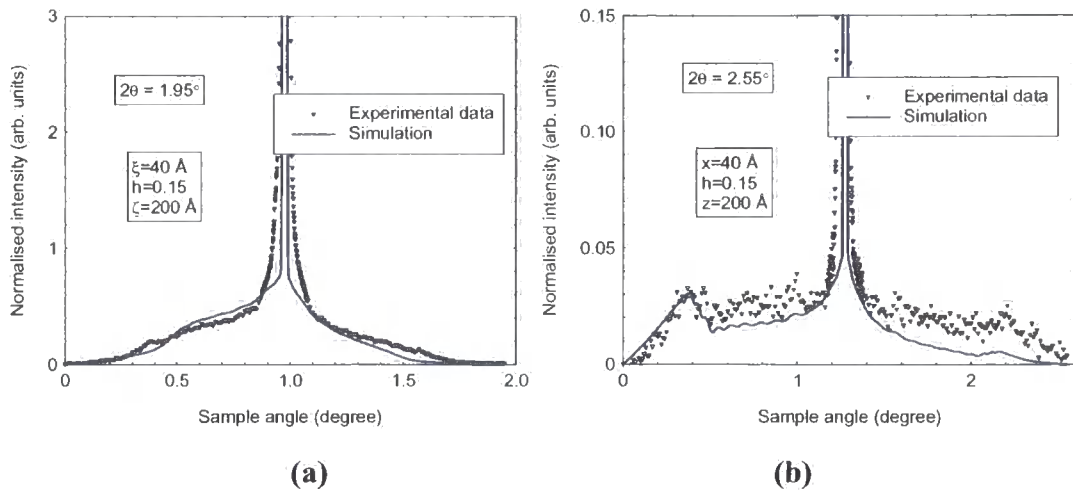 3
2
1
0
0
0.5
1.0
1.5
2.0
Normalised intensity (arb. units)
Sample angle (degree)
2θ = 1.95°
Experimental data
Simulation
ξ=40 Å
h=0.15
ζ=200 Å
(a)
0.15
0.10
0.05
0
0
1
2
Normalised intensity (arb. units)
Sample angle (degree)
2θ = 2.55°
Experimental data
Simulation
x=40 Å
h=0.15
z=200 Å
(b)